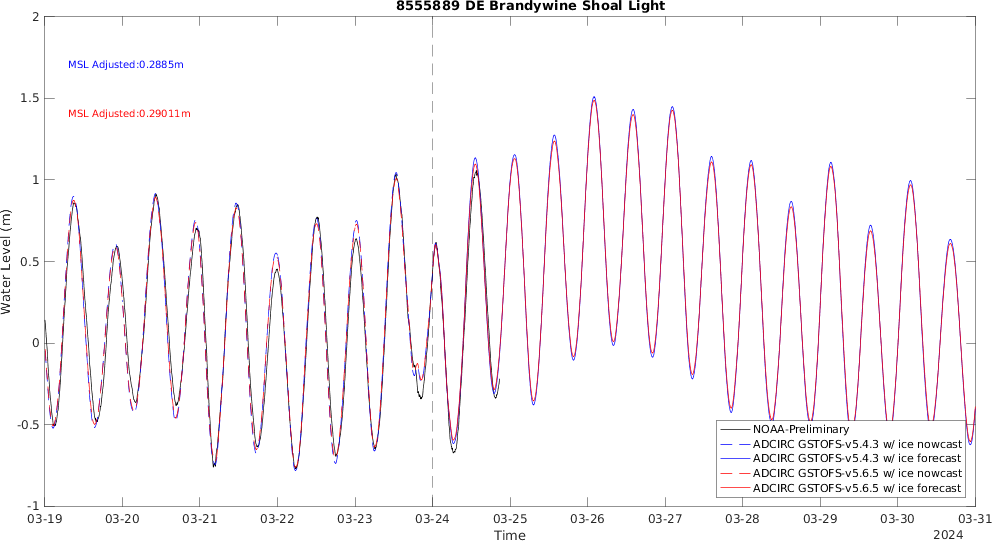 8555889 DE Brandywine Shoal Light
2
MSL Adjusted:0.2885m
1.5
MSL Adjusted:0.29011m
1
0.5
Water Level (m)
0
-0.5
-1
NOAA-Preliminary
ADCIRC GSTOFS-v5.4.3 w/ ice nowcast
ADCIRC GSTOFS-v5.4.3 w/ ice forecast
ADCIRC GSTOFS-v5.6.5 w/ ice nowcast
ADCIRC GSTOFS-v5.6.5 w/ ice forecast
03-19 03-20 03-21 03-22 03-23 03-24 03-25 03-26 03-27 03-28 03-29 03-30 03-31
Time
2024